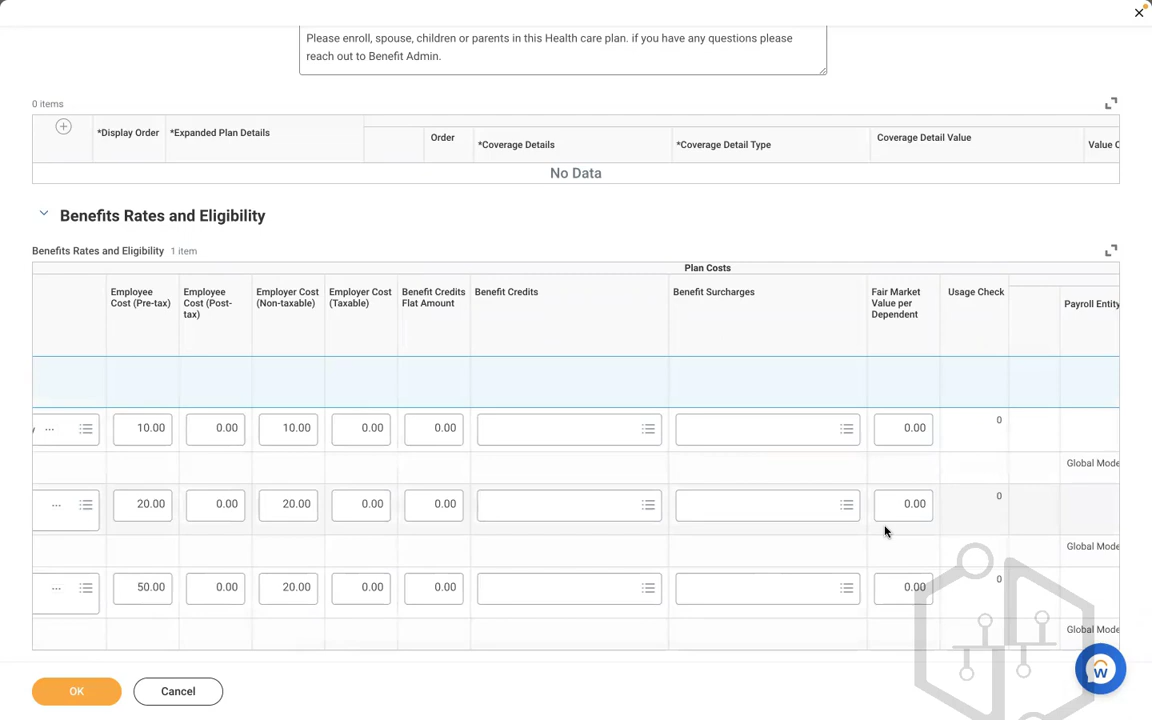 Please enroll, spouse, children or parents in this Health care plan. if you have any questions please
reach out to Benefit Admin.
0 items
*Display Order *Expanded Plan Details Order *Coverage Details *Coverage Detail Type Coverage Detail Value Value C
No Data
Benefits Rates and Eligibility
Benefits Rates and Eligibility 1 item
Plan Costs
Employee Cost (Pre-tax)
Employee Cost (Post-tax)
Employer Cost (Non-taxable)
Employer Cost (Taxable)
Benefit Credits Flat Amount
Benefit Credits
Benefit Surcharges
Fair Market Value per Dependent
Usage Check
Payroll Entity
... 10.00 0.00 10.00 0.00 0.00 0.00 0
Global Mode
... 20.00 0.00 20.00 0.00 0.00 0.00 0
Global Mode
... 50.00 0.00 20.00 0.00 0.00 0.00 0
Global Mode
OK Cancel
W